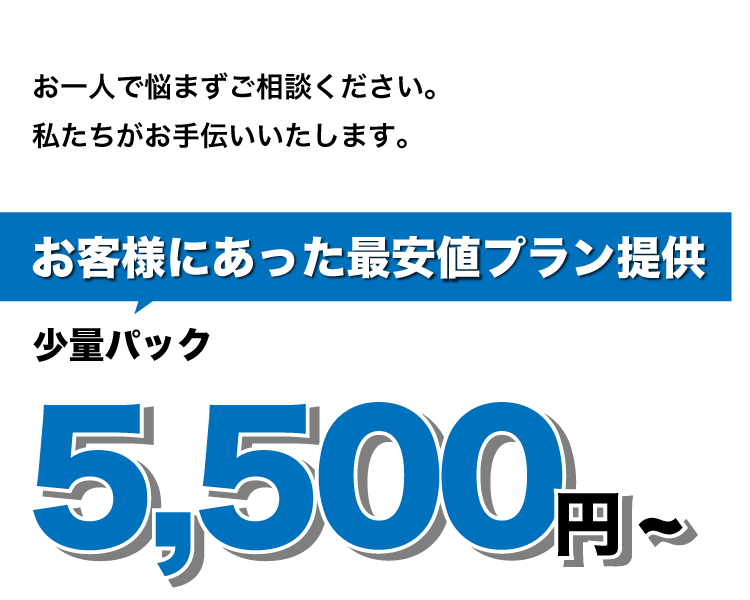 お一人で悩まずご相談ください。
私たちがお手伝いいたします。
お客様にあった最安値プラン提供
少量パック
5,500円~